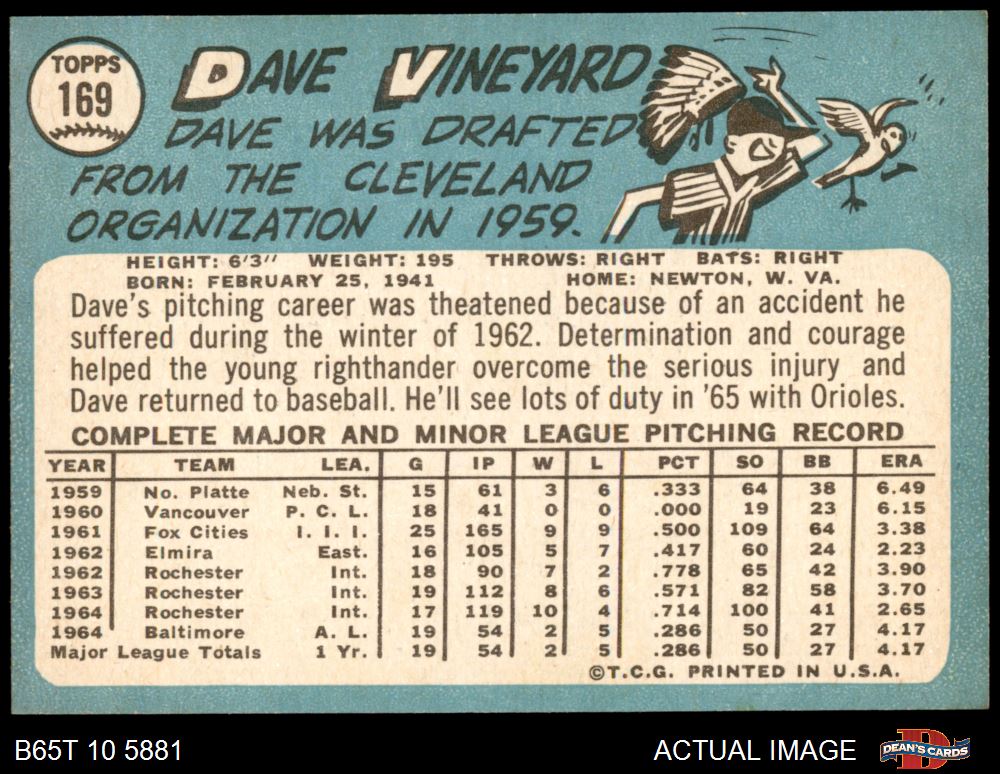 TOPPS
169
DAVE VINEYARD
DAVE WAS DRAFTED
FROM THE CLEVELAND
ORGANIZATION IN 1959.
HEIGHT: 6'3" WEIGHT: 195 THROWS: RIGHT BATS: RIGHT
BORN: FEBRUARY 25, 1941 HOME: NEWTON, W. VA.
Dave's pitching career was theatened because of an accident he
suffered during the winter of 1962. Determination and courage
helped the young righthander overcome the serious injury and
Dave returned to baseball. He'll see lots of duty in '65 with Orioles.
COMPLETE MAJOR AND MINOR LEAGUE PITCHING RECORD
YEAR TEAM LEA. G IP W L PCT SO BB ERA
1959 No. Platte Neb. St. 15 61 3 6 .333 64 38 6.49
1960 Vancouver P. C. L. 18 41 0 0 .000 19 23 6.15
1961 Fox Cities I. I. I. 25 165 9 9 .500 109 64 3.38
1962 Elmira East. 16 105 5 7 .417 60 24 2.23
1962 Rochester Int. 18 90 7 2 .778 65 42 3.90
1963 Rochester Int. 19 112 8 6 .571 82 58 3.70
1964 Rochester Int. 17 119 10 4 .714 100 41 2.65
1964 Baltimore A. L. 19 54 2 5 .286 50 27 4.17
Major League Totals 1 Yr. 19 54 2 5 .286 50 27 4.17
©T.C.G. PRINTED IN U.S.A.
B65T 10 5881 ACTUAL IMAGE DEAN'S CARDS